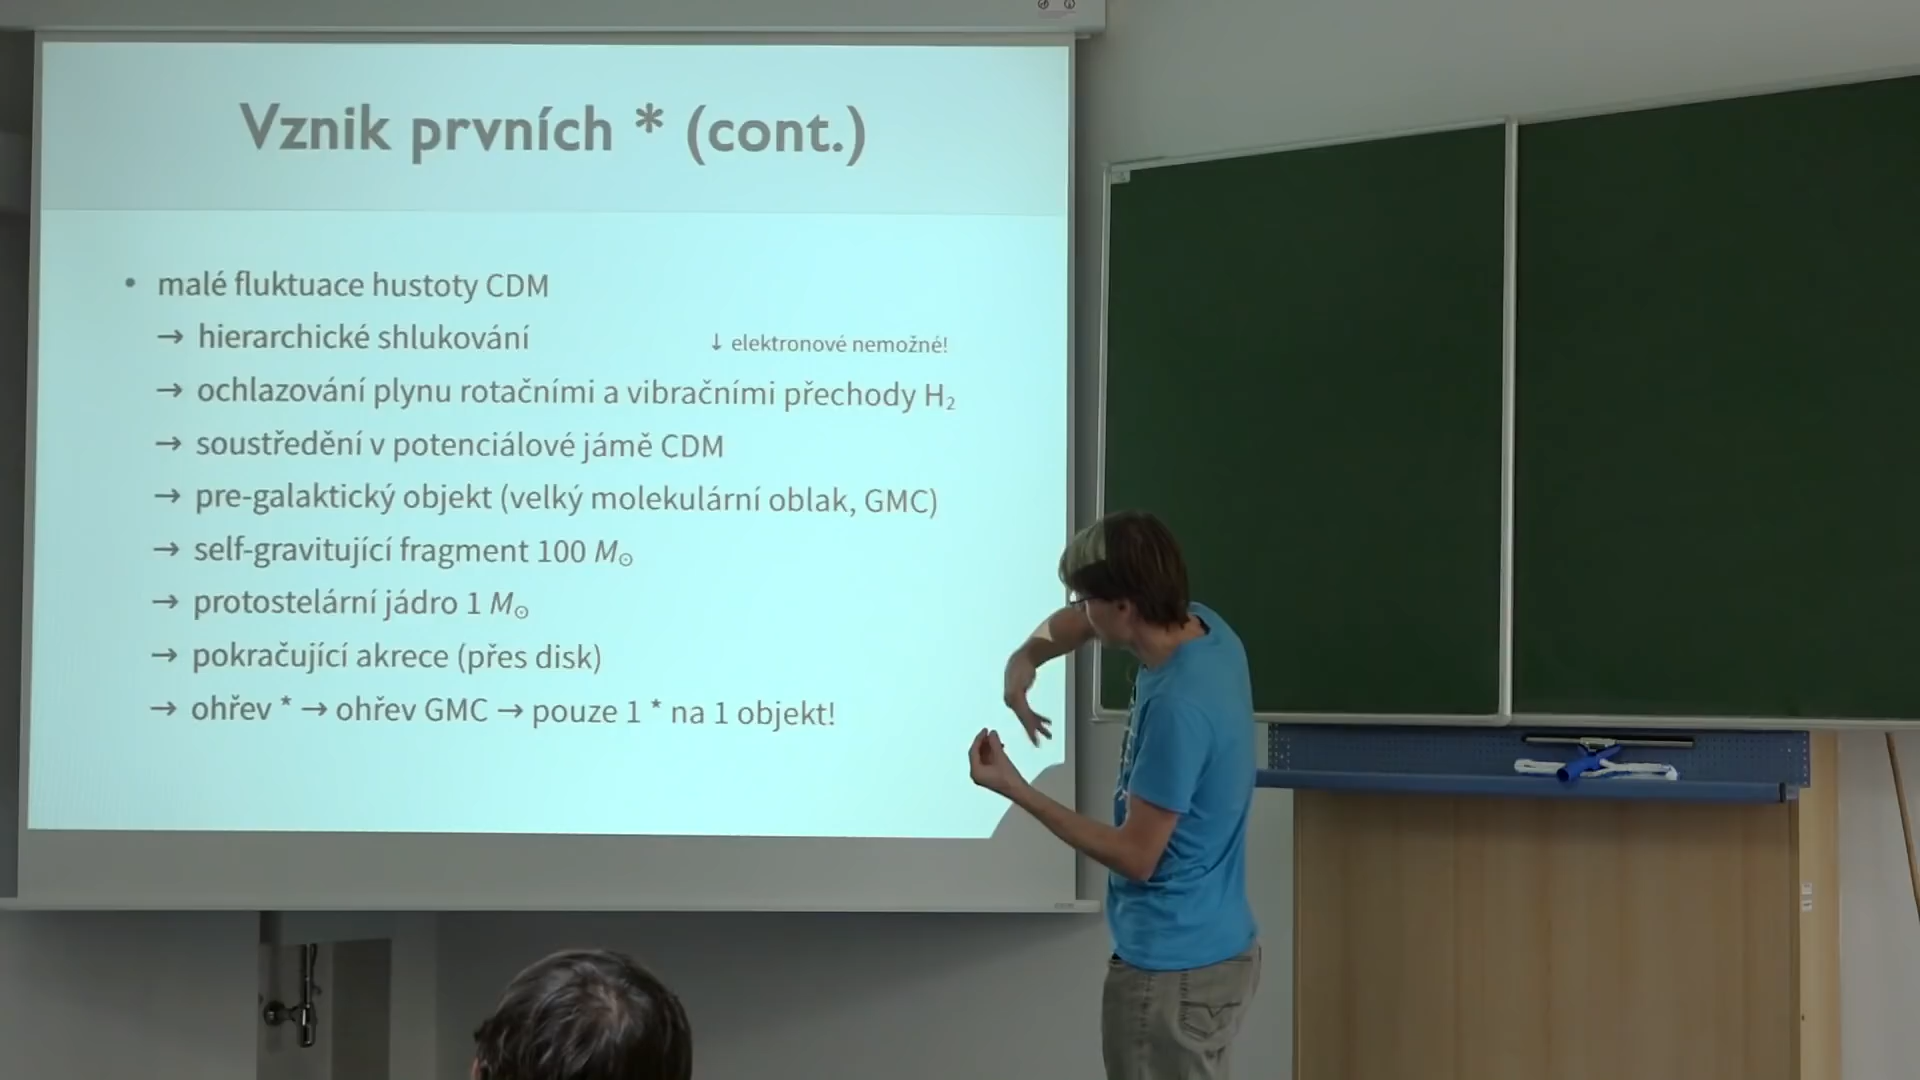 Vznik prvních * (cont.)
• malé fluktuace hustoty CDM
→ hierarchické shlukování
↓ elektronové nemožné!
→ ochlazování plynu rotačními a vibračními přechody H₂
→ soustředění v potenciálové jámě CDM
→ pre-galaktický objekt (velký molekulární oblak, GMC)
→ self-gravitující fragment 100 M☉
→ protostelární jádro 1 M☉
→ pokračující akrece (přes disk)
→ ohřev * → ohřev GMC → pouze 1 * na 1 objekt!